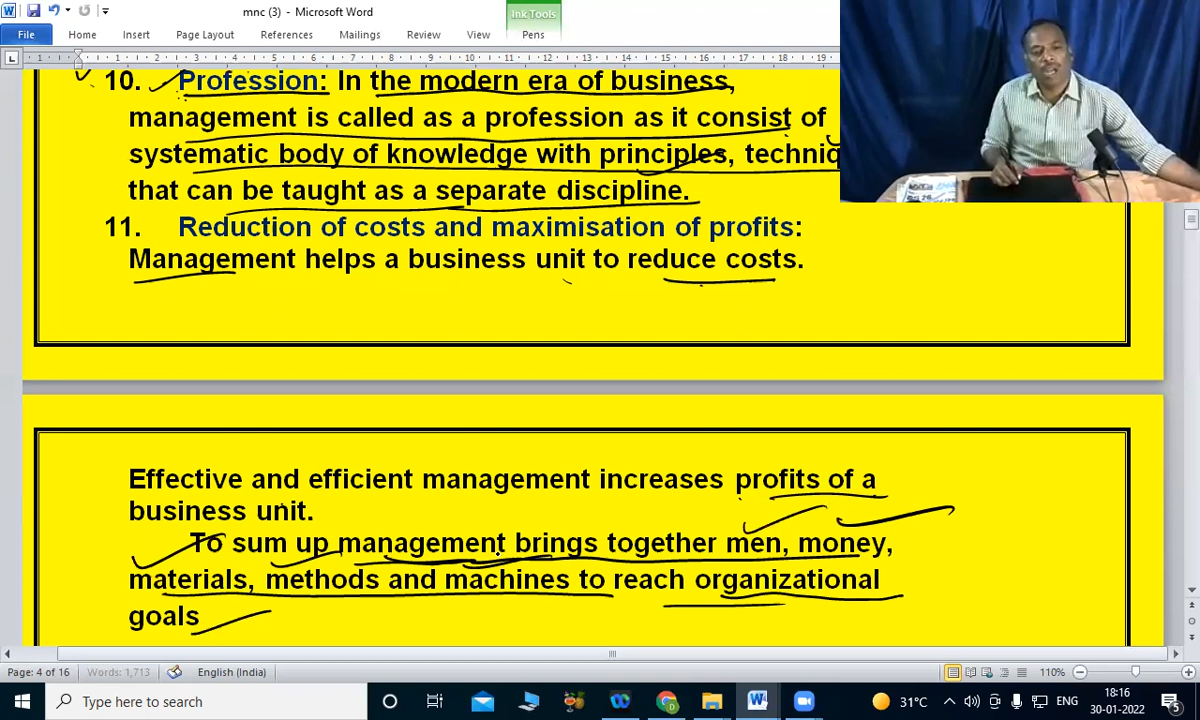 mnc (3) - Microsoft Word
Ink Tools
File Home Insert Page Layout References Mailings Review View Pens
10. Profession: In the modern era of business,
management is called as a profession as it consist of
systematic body of knowledge with principles,
that can be taught as a separate discipline.
11. Reduction of costs and maximisation of profits:
Management helps a business unit to reduce costs.
Effective and efficient management increases profits of a
business unit.
To sum up management brings together men, money,
materials, methods and machines to reach organizational
goals
Page: 4 of 16 Words: 1,713 English (India) 110%
Type here to search 31°C ENG 18:16
30-01-2022 5